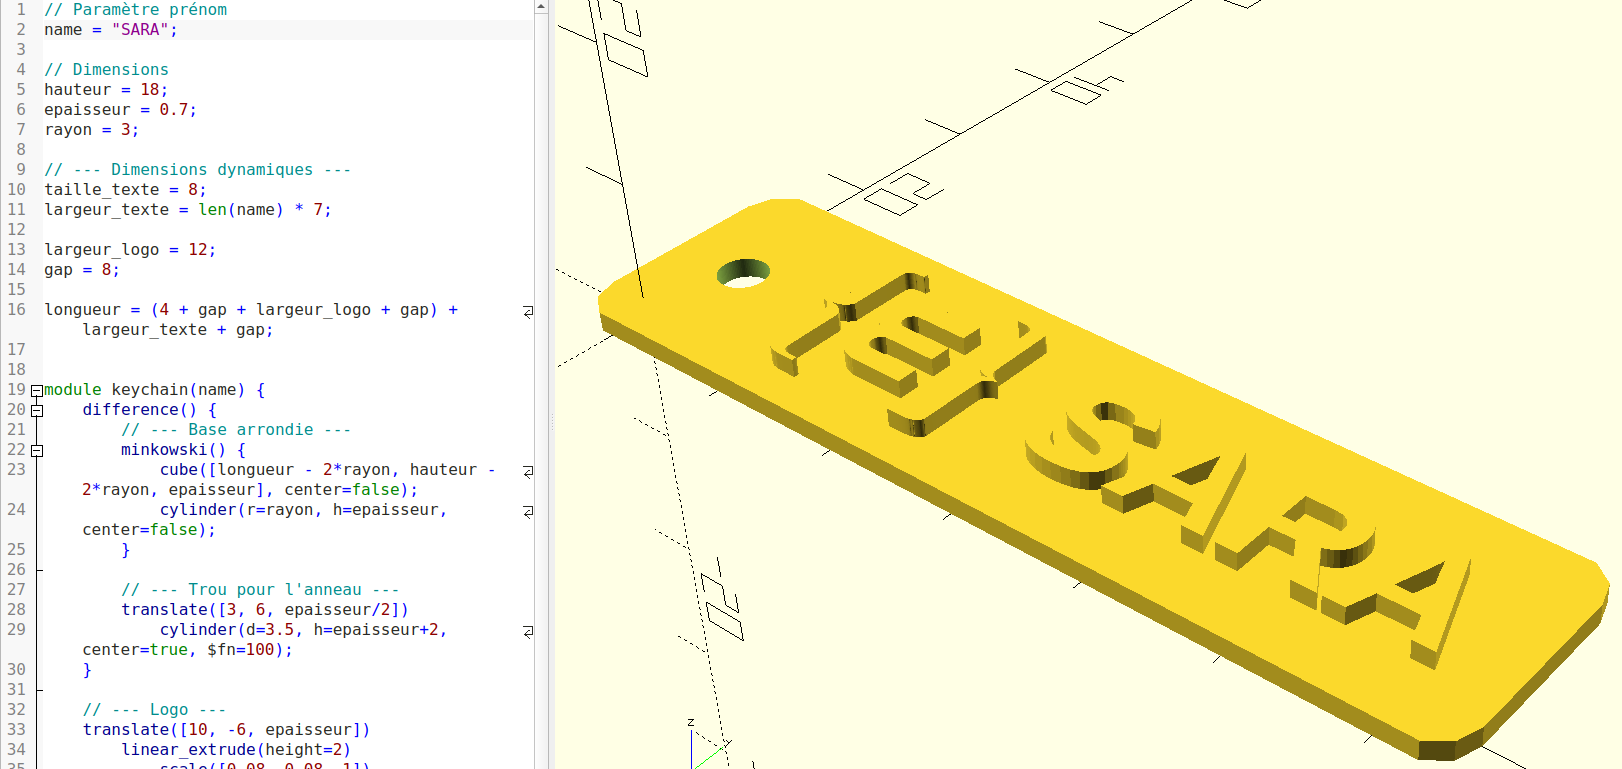 1 // Paramètre prénom
2 name = "SARA";
3
4 // Dimensions
5 hauteur = 18;
6 epaisseur = 0.7;
7 rayon = 3;
8
9 // --- Dimensions dynamiques ---
10 taille_texte = 8;
11 largeur_texte = len(name) * 7;
12
13 largeur_logo = 12;
14 gap = 8;
15
16 longueur = (4 + gap + largeur_logo + gap) +
largeur_texte + gap;
17
18
19 module keychain(name) {
20 difference() {
21 // --- Base arrondie ---
22 minkowski() {
23 cube([longueur - 2*rayon, hauteur -
2*rayon, epaisseur], center=false);
24 cylinder(r=rayon, h=epaisseur,
center=false);
25 }
26
27 // --- Trou pour l'anneau ---
28 translate([3, 6, epaisseur/2])
29 cylinder(d=3.5, h=epaisseur+2,
center=true, $fn=100);
30 }
31
32 // --- Logo ---
33 translate([10, -6, epaisseur])
34 linear_extrude(height=2)
35 scale([0.08, 0.08, 1])
{m}
SARA
20
z